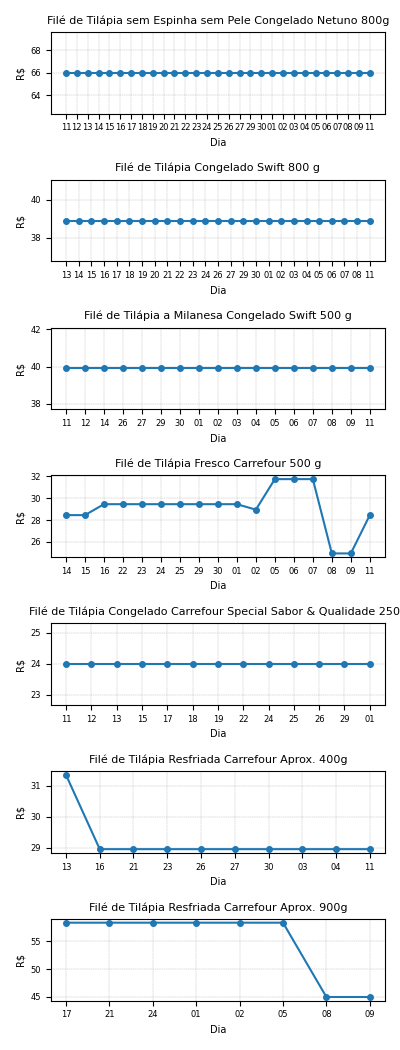 Filé de Tilápia sem Espinha sem Pele Congelado Netuno 800g
68
66
64
R$
11 12 13 14 15 16 17 18 19 20 21 22 23 24 25 26 27 29 30 01 02 03 04 05 06 07 08 09 11
Dia
Filé de Tilápia Congelado Swift 800 g
40
38
R$
13 14 15 16 17 18 19 20 21 22 23 24 26 27 29 30 01 02 03 04 05 06 07 08 11
Dia
Filé de Tilápia a Milanesa Congelado Swift 500 g
42
40
38
R$
11 12 14 26 27 29 30 01 02 03 04 05 06 07 08 09 11
Dia
Filé de Tilápia Fresco Carrefour 500 g
32
30
28
26
R$
14 15 16 22 23 24 25 29 30 01 02 05 06 07 08 09 11
Dia
Filé de Tilápia Congelado Carrefour Special Sabor & Qualidade 250
25
24
23
R$
11 12 13 15 17 18 19 22 24 25 26 29 01
Dia
Filé de Tilápia Resfriada Carrefour Aprox. 400g
31
30
29
R$
13 16 21 23 26 27 30 03 04 11
Dia
Filé de Tilápia Resfriada Carrefour Aprox. 900g
55
50
45
R$
17 21 24 01 02 05 08 09
Dia